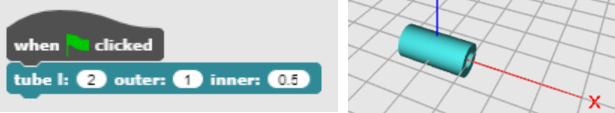 when clicked
tube l: 2 outer: 1 inner: 0.5
X